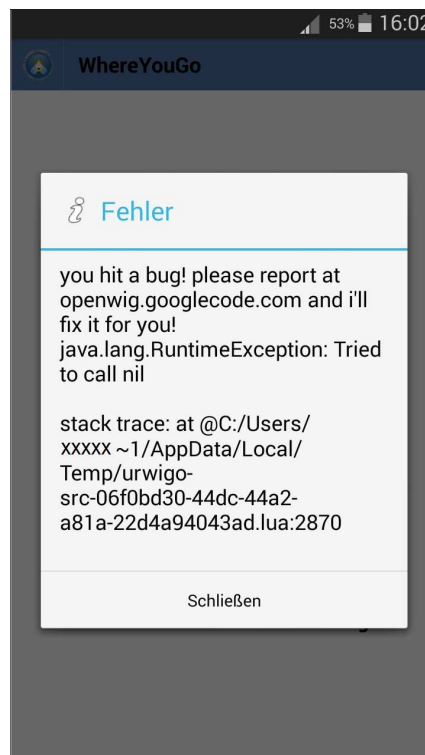 53% 16:02
WhereYouGo
Fehler
you hit a bug! please report at
openwig.googlecode.com and i'll
fix it for you!
java.lang.RuntimeException: Tried
to call nil
stack trace: at @C:/Users/
xxxxx ~1/AppData/Local/
Temp/urwigo-
src-06f0bd30-44dc-44a2-
a81a-22d4a94043ad.lua:2870
Schließen